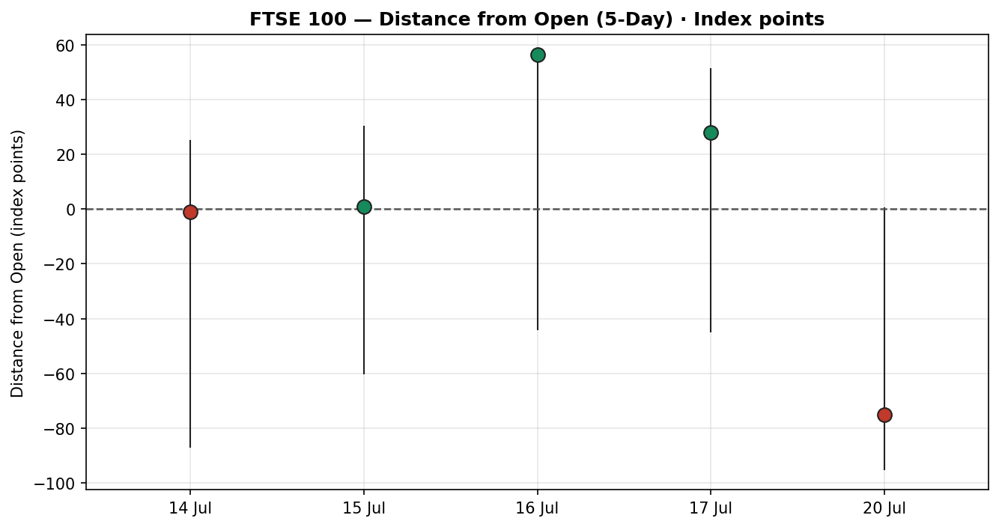 FTSE 100 — Distance from Open (5-Day) · Index points
Distance from Open (index points)
60
40
20
0
−20
−40
−60
−80
−100
14 Jul
15 Jul
16 Jul
17 Jul
20 Jul